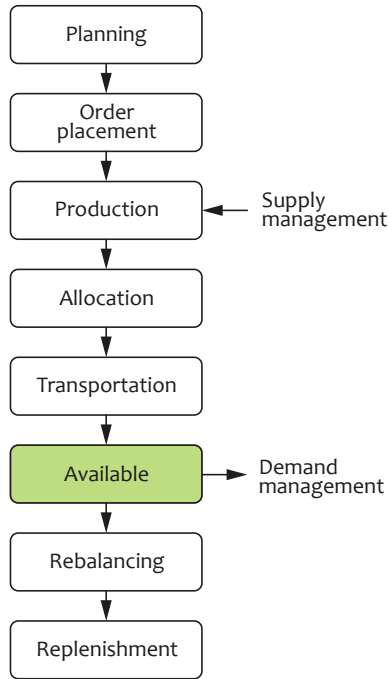 Planning
Order
placement
Production
Supply
management
Allocation
Transportation
Available
Demand
management
Rebalancing
Replenishment